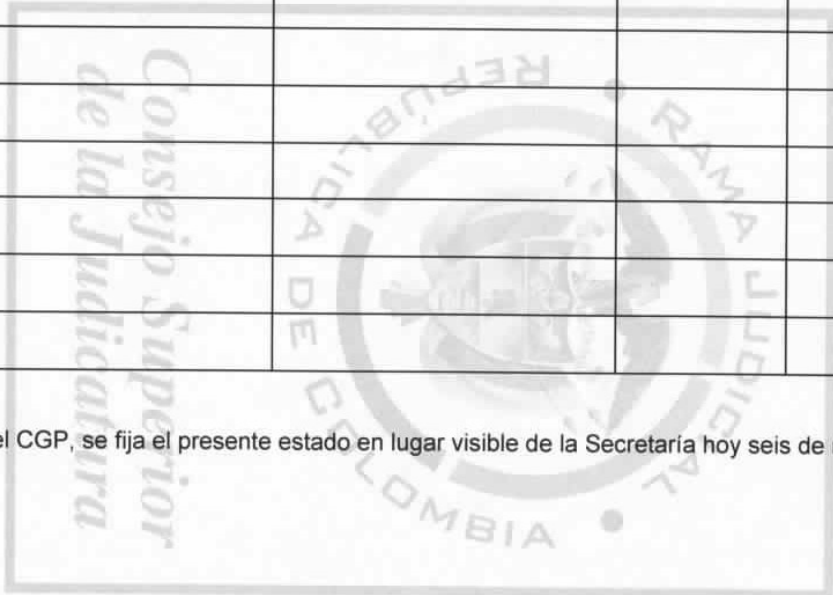 Consejo Superior
de la Judicatura
REPÚBLICA DE COLOMBIA
RAMA JUDICIAL
el CGP, se fija el presente estado en lugar visible de la Secretaría hoy seis de